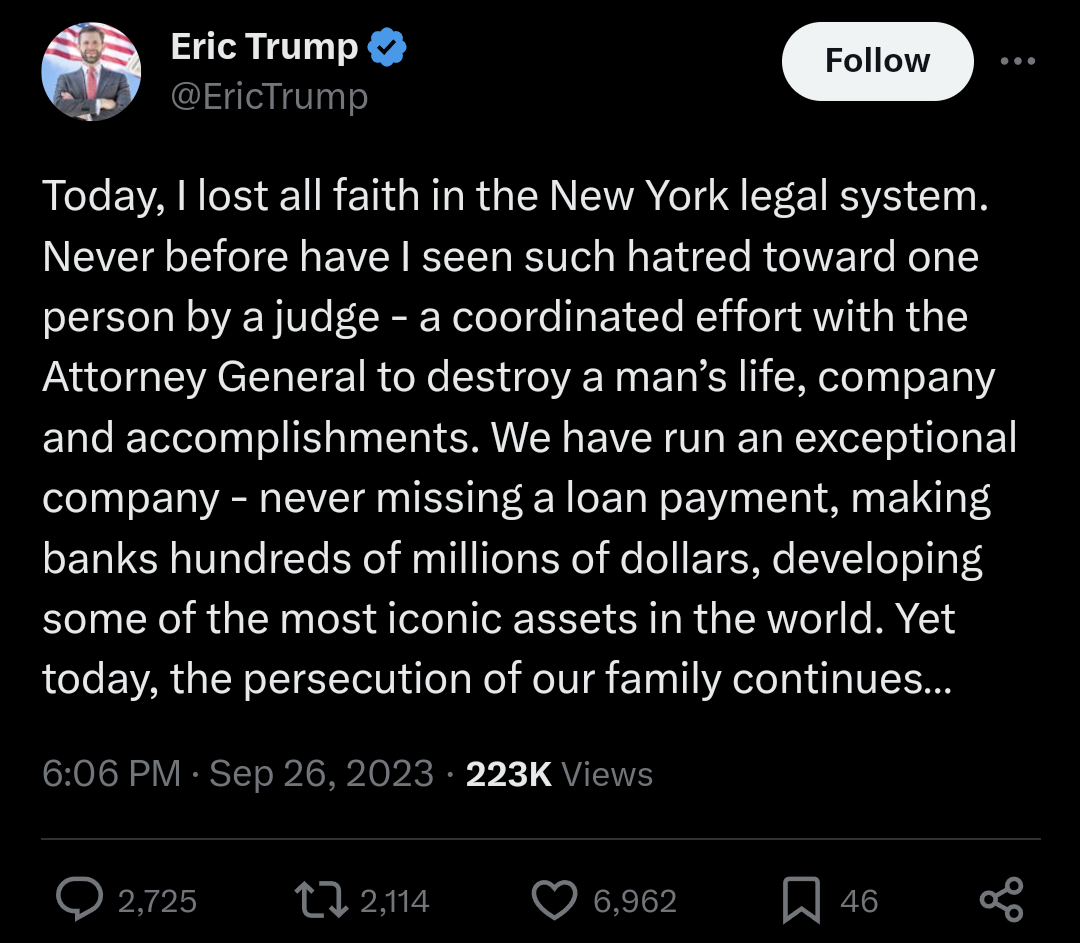 Eric Trump
@EricTrump
Follow
Today, I lost all faith in the New York legal system.
Never before have I seen such hatred toward one
person by a judge - a coordinated effort with the
Attorney General to destroy a man’s life, company
and accomplishments. We have run an exceptional
company - never missing a loan payment, making
banks hundreds of millions of dollars, developing
some of the most iconic assets in the world. Yet
today, the persecution of our family continues...
6:06 PM · Sep 26, 2023 · 223K Views
2,725 2,114 6,962 46